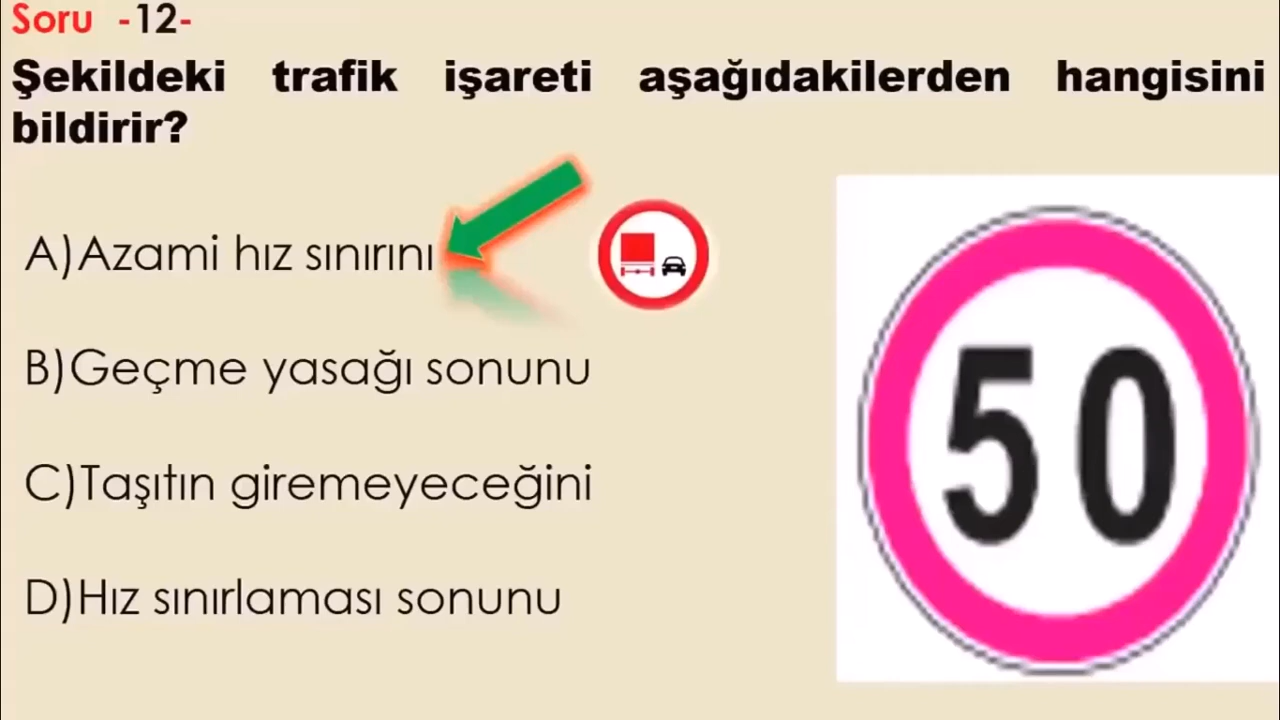 Soru -12-
Şekildeki trafik işareti aşağıdakilerden hangisini
bildirir?
A)Azami hız sınırını
B)Geçme yasağı sonunu
C)Taşıtın giremeyeceğini
D)Hız sınırlaması sonunu
50